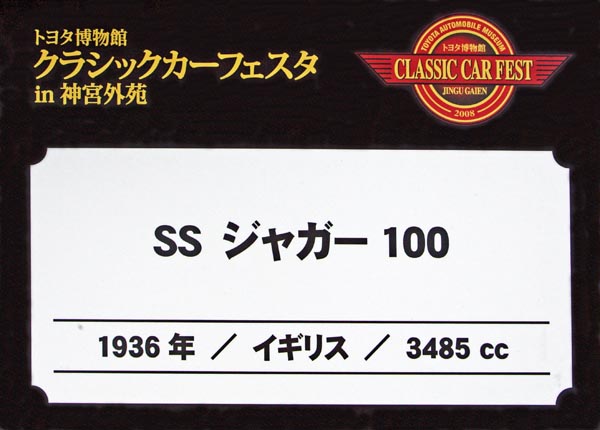 トヨタ博物館
クラシックカーフェスタ
in 神宮外苑
TOYOTA AUTOMOBILE MUSEUM
トヨタ博物館
CLASSIC CAR FEST
JINGU GAIEN
2008
SS ジャガー 100
1936 年 ／ イギリス ／ 3485 cc